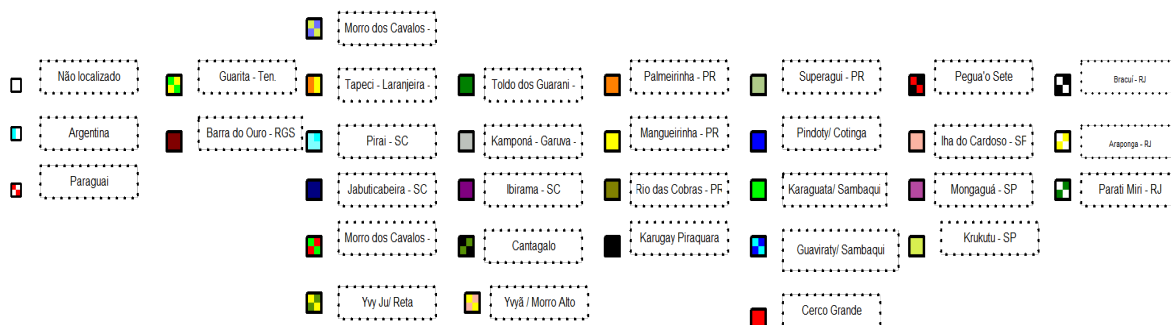 Morro dos Cavalos -
Não localizado
Guarita - Ten.
Tapeci - Laranjeira -
Toldo dos Guarani -
Palmeirinha - PR
Superagui - PR
Pegua'o Sete
Bracuí - RJ
Argentina
Barra do Ouro - RGS
Pirai - SC
Kamponá - Garuva -
Mangueirinha - PR
Pindoty/ Cotinga
Ilha do Cardoso - SF
Araponga - RJ
Paraguai
Jabuticabeira - SC
Ibirama - SC
Rio das Cobras - PR
Karaguata/ Sambaqui
Mongaguá - SP
Parati Miri - RJ
Morro dos Cavalos -
Cantagalo
Karugay Piraquara
Guaviraty/ Sambaqui
Krukutu - SP
Yvy Ju/ Reta
Yvyã / Morro Alto
Cerco Grande